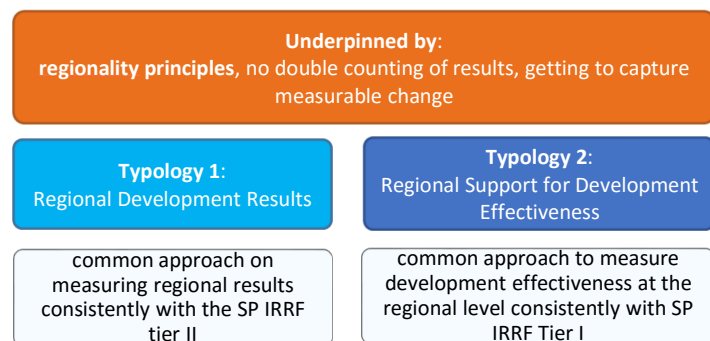 Underpinned by:
regionality principles, no double counting of results, getting to capture
measurable change
Typology 1:
Regional Development Results
Typology 2:
Regional Support for Development
Effectiveness
common approach on
measuring regional results
consistently with the SP IRRF
tier II
common approach to measure
development effectiveness at the
regional level consistently with SP
IRRF Tier I